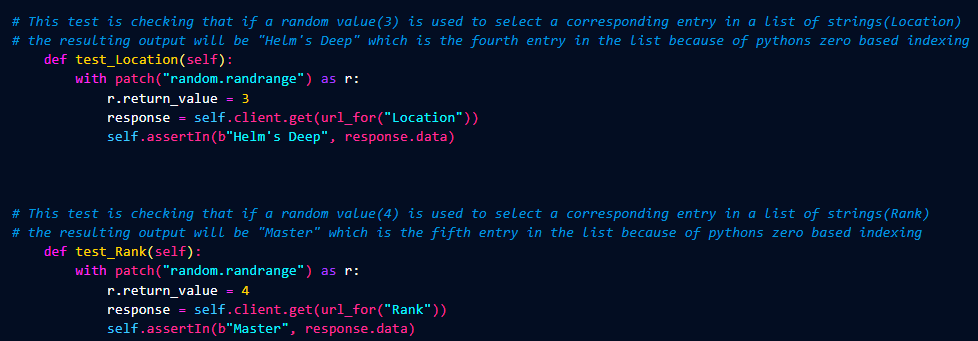 # This test is checking that if a random value(3) is used to select a corresponding entry in a list of strings(Location)
# the resulting output will be "Helm's Deep" which is the fourth entry in the list because of pythons zero based indexing
    def test_Location(self):
        with patch("random.randrange") as r:
            r.return_value = 3
            response = self.client.get(url_for("Location"))
            self.assertIn(b"Helm's Deep", response.data)
# This test is checking that if a random value(4) is used to select a corresponding entry in a list of strings(Rank)
# the resulting output will be "Master" which is the fifth entry in the list because of pythons zero based indexing
    def test_Rank(self):
        with patch("random.randrange") as r:
            r.return_value = 4
            response = self.client.get(url_for("Rank"))
            self.assertIn(b"Master", response.data)